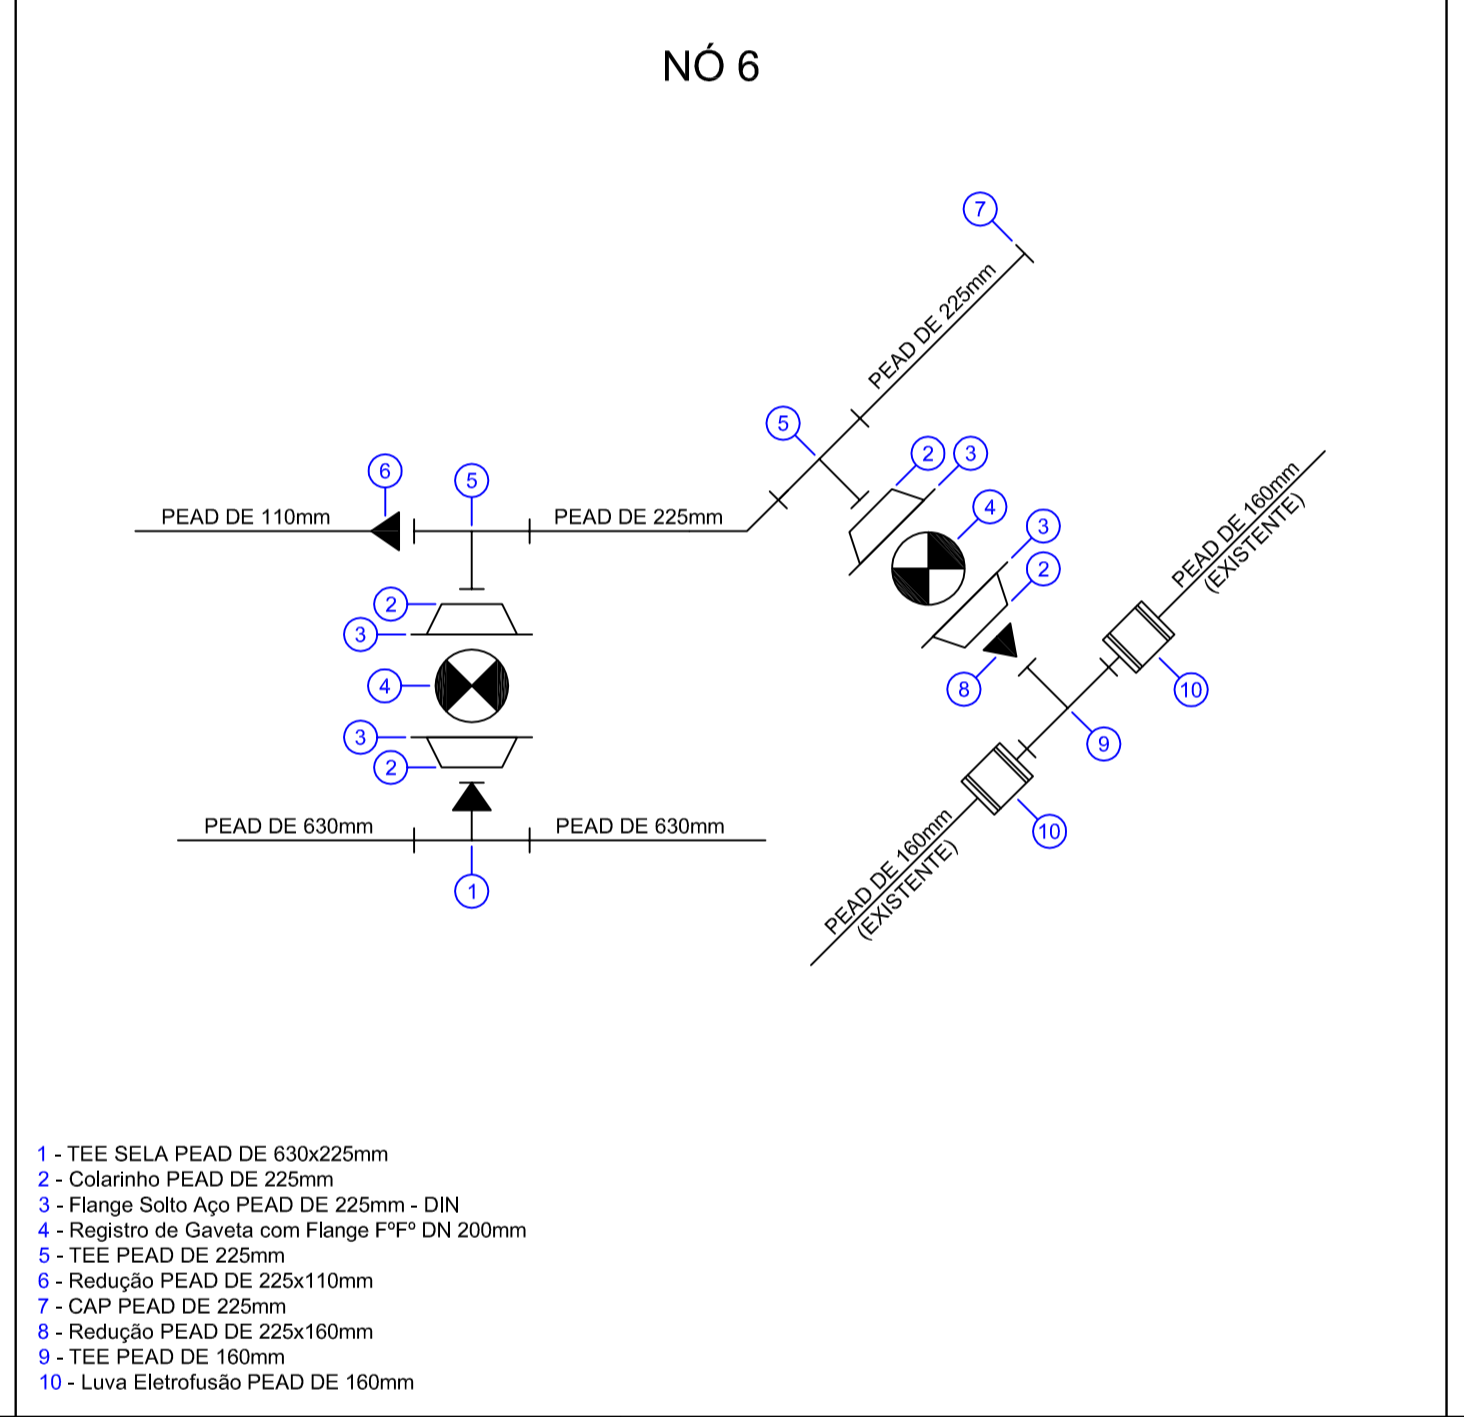 NÓ 6
7
PEAD DE 225mm
5
2
3
4
3
2
8
9
10
10
PEAD DE 160mm
(EXISTENTE)
PEAD DE 160mm
(EXISTENTE)
6
5
PEAD DE 110mm
PEAD DE 225mm
2
3
4
3
2
PEAD DE 630mm
PEAD DE 630mm
1
1 - TEE SELA PEAD DE 630x225mm
2 - Colarinho PEAD DE 225mm
3 - Flange Solto Aço PEAD DE 225mm - DIN
4 - Registro de Gaveta com Flange FºFº DN 200mm
5 - TEE PEAD DE 225mm
6 - Redução PEAD DE 225x110mm
7 - CAP PEAD DE 225mm
8 - Redução PEAD DE 225x160mm
9 - TEE PEAD DE 160mm
10 - Luva Eletrofusão PEAD DE 160mm